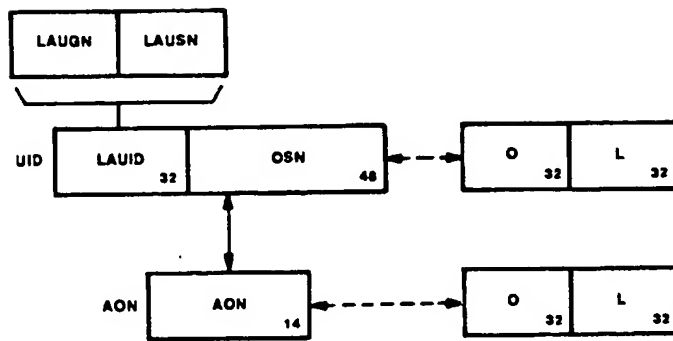 LAUGN LAUSN
UID LAUID 32 OSN 48 O 32 L 32
AON AON 14 O 32 L 32